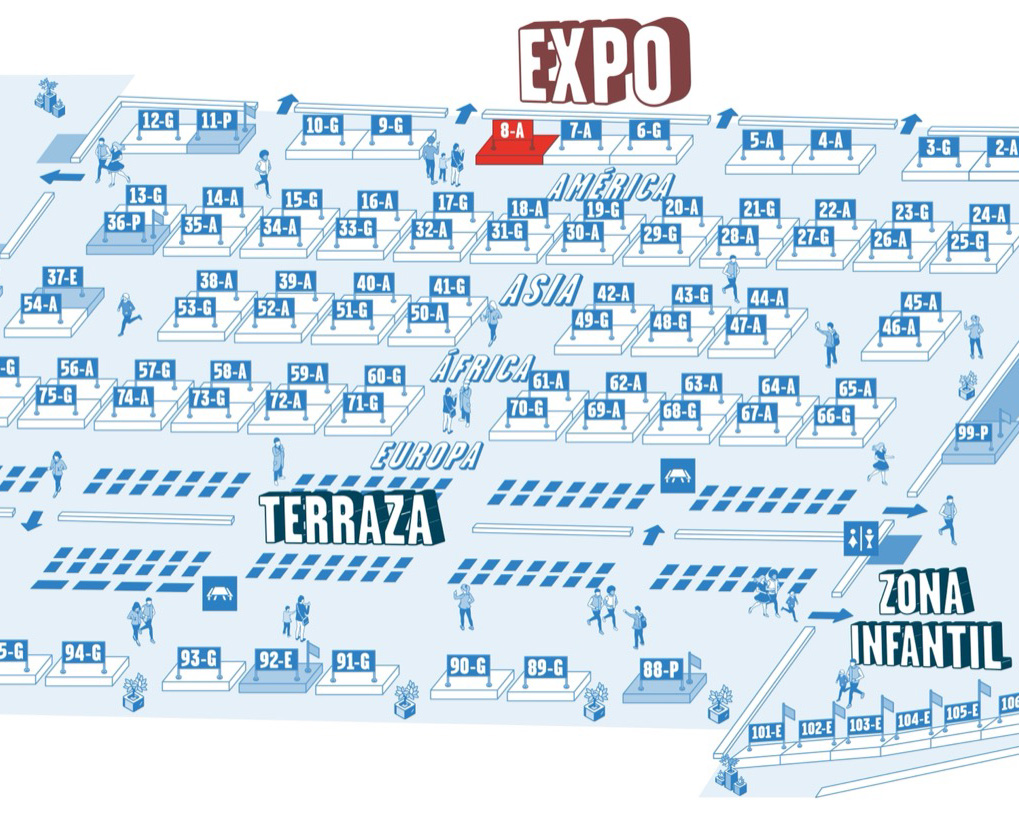 EXPO
12-G 11-P 10-G 9-G 8-A 7-A 6-G 5-A 4-A 3-G 2-A
AMÉRICA
13-G 14-A 15-G 16-A 17-G 18-A 19-G 20-A 21-G 22-A 23-G 24-A
36-P 35-A 34-A 33-G 32-A 31-G 30-A 29-G 28-A 27-G 26-A 25-G
ASIA
37-E 38-A 39-A 40-A 41-G 42-A 43-G 44-A 45-A
54-A 53-G 52-A 51-G 50-A 49-G 48-G 47-A 46-A
ÁFRICA
-G 56-A 57-G 58-A 59-A 60-G 61-A 62-A 63-A 64-A 65-A
75-G 74-A 73-G 72-A 71-G 70-G 69-A 68-G 67-A 66-G 99-P
EUROPA
TERRAZA
ZONA
INFANTIL
5-G 94-G 93-G 92-E 91-G 90-G 89-G 88-P
101-E 102-E 103-E 104-E 105-E 106